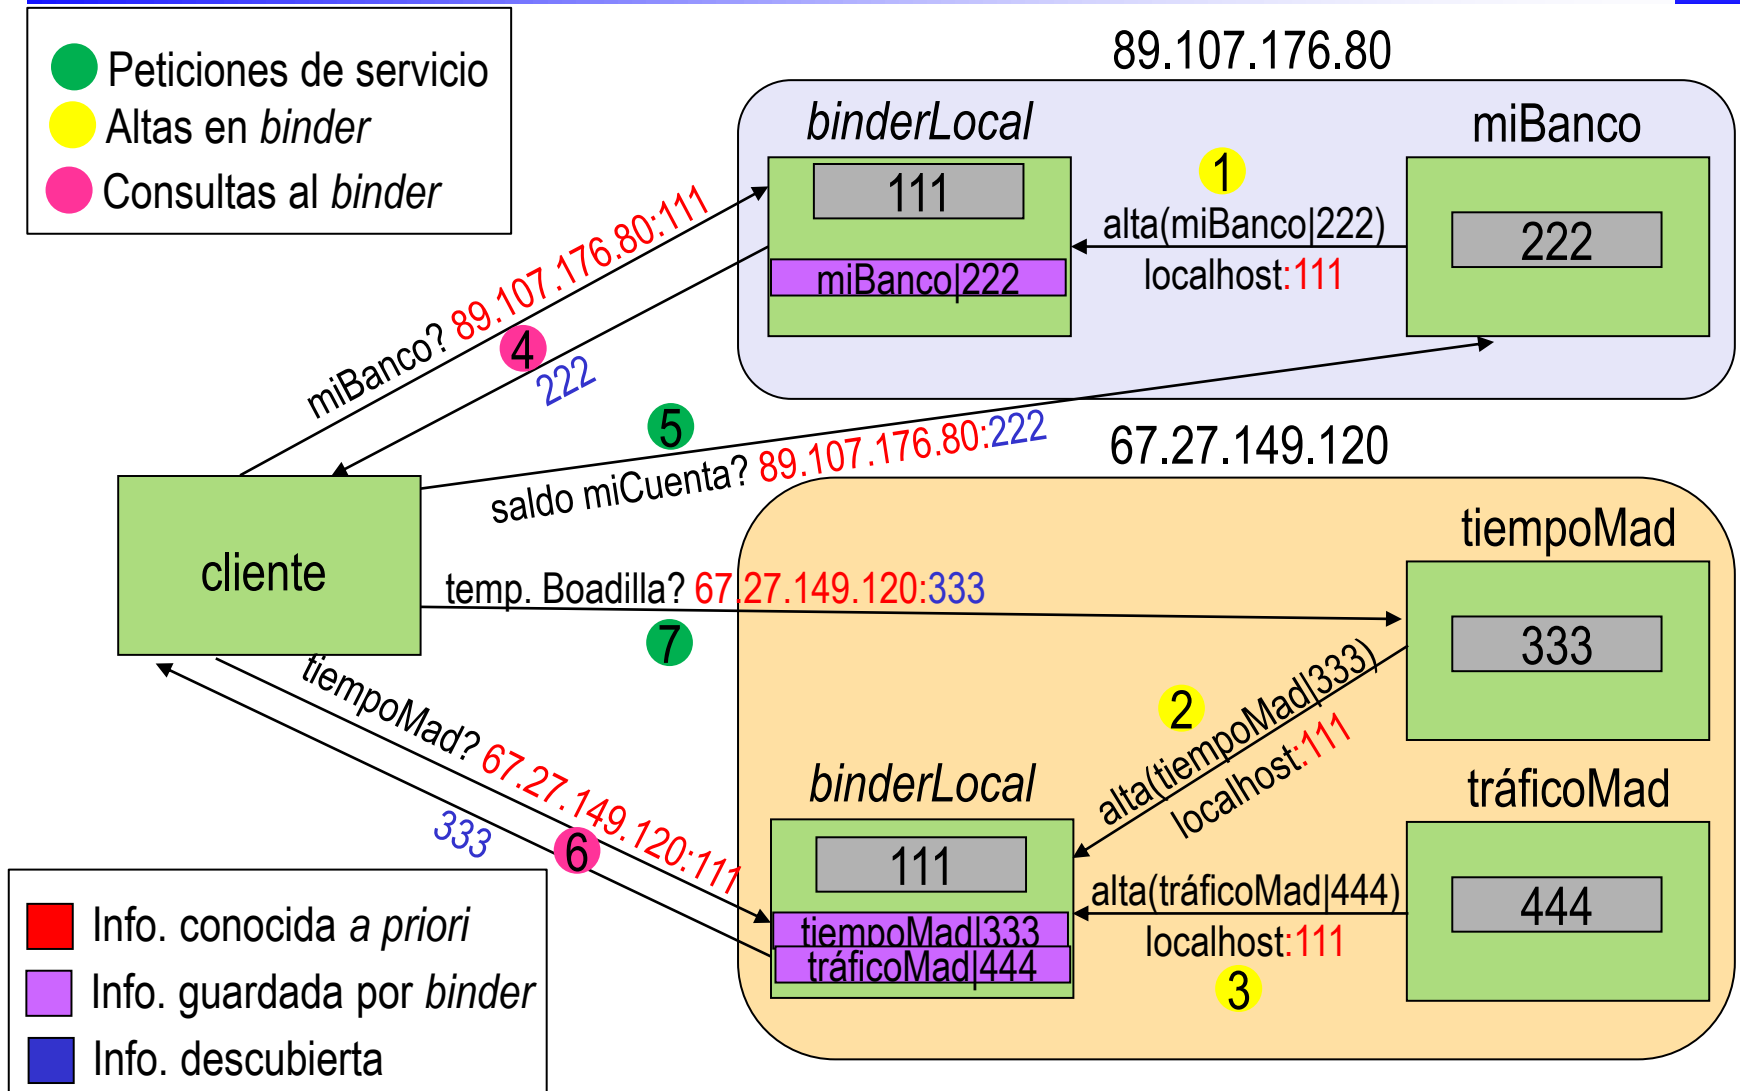 Peticiones de servicio
Altas en binder
Consultas al binder
89.107.176.80
binderLocal
miBanco
111
miBanco|222
1
alta(miBanco|222)
localhost:111
222
miBanco? 89.107.176.80:111
4
222
5
saldo miCuenta? 89.107.176.80:222
67.27.149.120
cliente
temp. Boadilla? 67.27.149.120:333
7
tiempoMad
333
2
alta(tiempoMad|333)
localhost:111
tiempoMad? 67.27.149.120:111
333
6
binderLocal
111
tiempoMad|333
tráficoMad|444
tráficoMad
444
alta(tráficoMad|444)
localhost:111
3
Info. conocida a priori
Info. guardada por binder
Info. descubierta